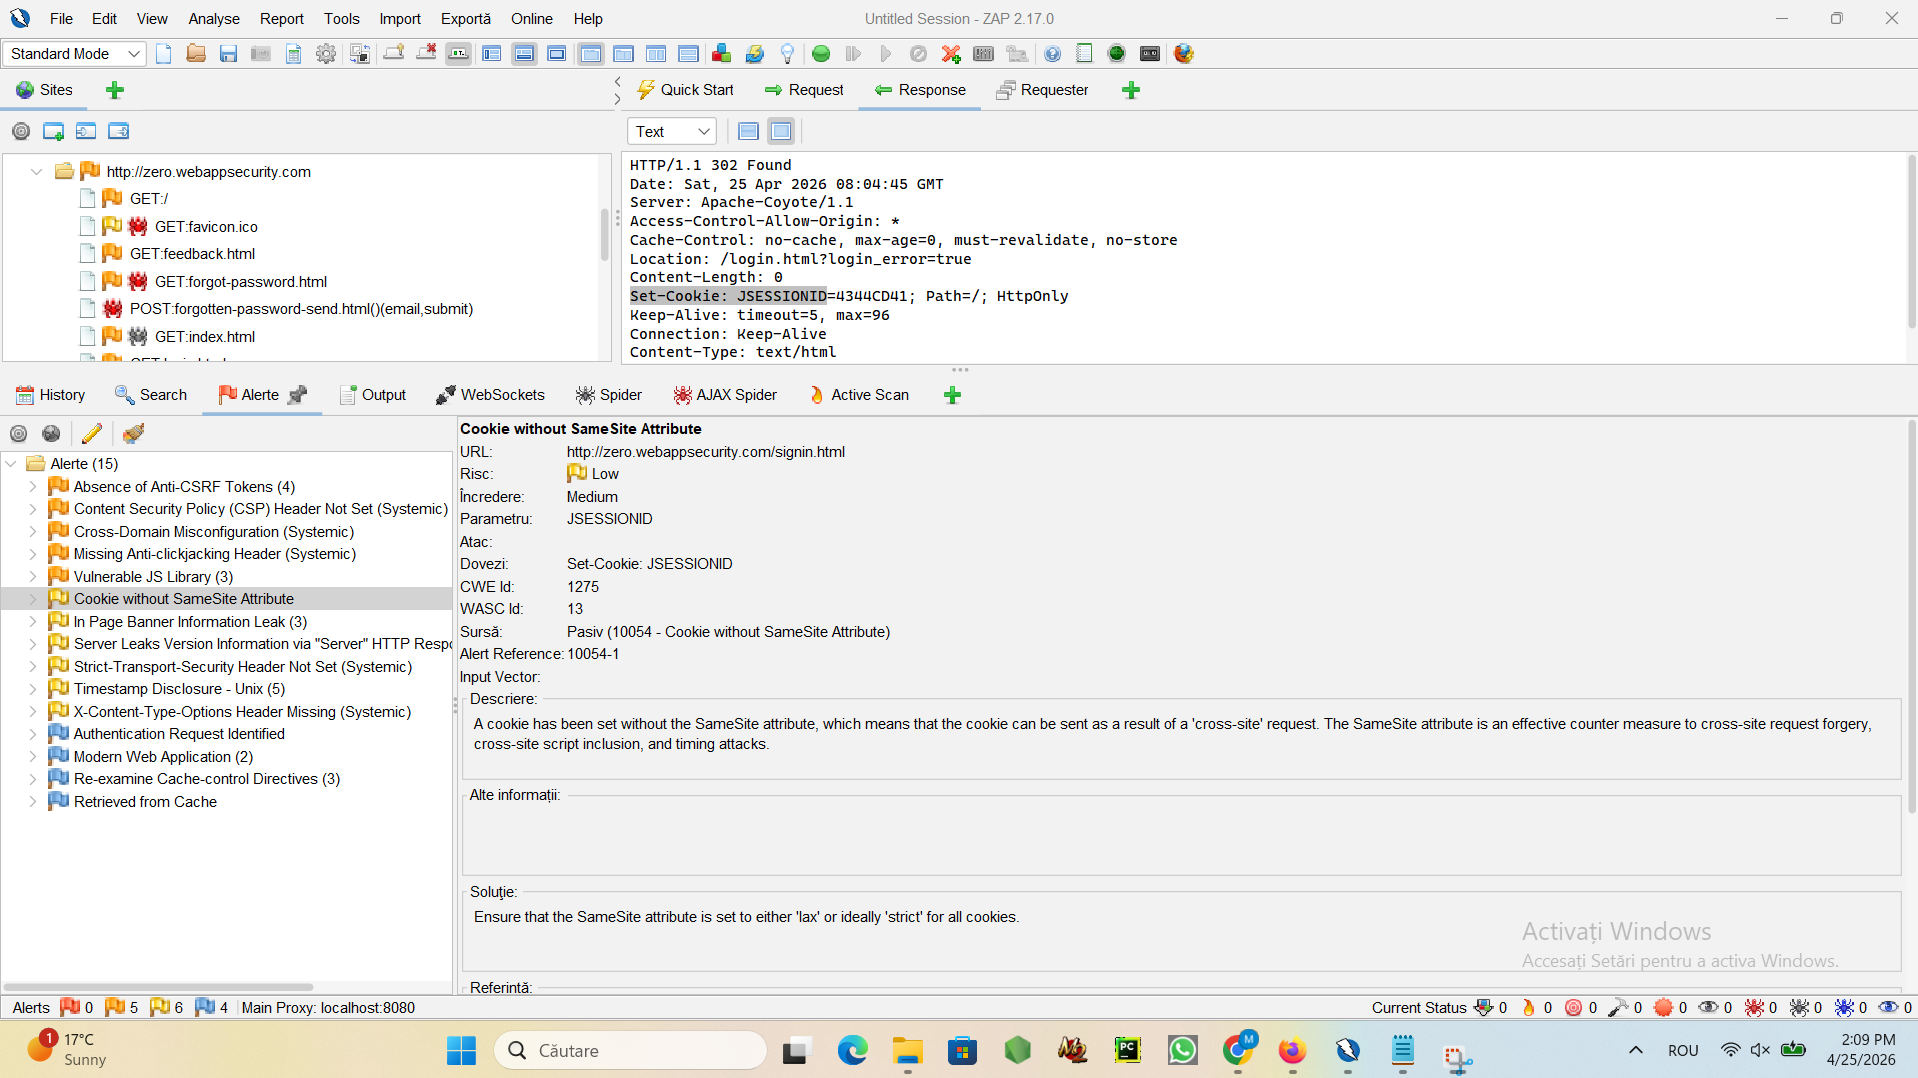 File Edit View Analyse Report Tools Import Exportă Online Help
Untitled Session - ZAP 2.17.0
Standard Mode
Sites
Quick Start Request Response Requester
Text
http://zero.webappsecurity.com
GET:/
GET:favicon.ico
GET:feedback.html
GET:forgot-password.html
POST:forgotten-password-send.html()(email,submit)
GET:index.html
HTTP/1.1 302 Found
Date: Sat, 25 Apr 2026 08:04:45 GMT
Server: Apache-Coyote/1.1
Access-Control-Allow-Origin: *
Cache-Control: no-cache, max-age=0, must-revalidate, no-store
Location: /login.html?login_error=true
Content-Length: 0
Set-Cookie: JSESSIONID=4344CD41; Path=/; HttpOnly
Keep-Alive: timeout=5, max=96
Connection: Keep-Alive
Content-Type: text/html
History Search Alerte Output WebSockets Spider AJAX Spider Active Scan
Alerte (15)
Absence of Anti-CSRF Tokens (4)
Content Security Policy (CSP) Header Not Set (Systemic)
Cross-Domain Misconfiguration (Systemic)
Missing Anti-clickjacking Header (Systemic)
Vulnerable JS Library (3)
Cookie without SameSite Attribute
In Page Banner Information Leak (3)
Server Leaks Version Information via "Server" HTTP Respo
Strict-Transport-Security Header Not Set (Systemic)
Timestamp Disclosure - Unix (5)
X-Content-Type-Options Header Missing (Systemic)
Authentication Request Identified
Modern Web Application (2)
Re-examine Cache-control Directives (3)
Retrieved from Cache
Cookie without SameSite Attribute
URL: http://zero.webappsecurity.com/signin.html
Risc: Low
Încredere: Medium
Parametru: JSESSIONID
Atac:
Dovezi: Set-Cookie: JSESSIONID
CWE Id: 1275
WASC Id: 13
Sursă: Pasiv (10054 - Cookie without SameSite Attribute)
Alert Reference: 10054-1
Input Vector:
Descriere:
A cookie has been set without the SameSite attribute, which means that the cookie can be sent as a result of a 'cross-site' request. The SameSite attribute is an effective counter measure to cross-site request forgery,
cross-site script inclusion, and timing attacks.
Alte informații:
Soluție:
Ensure that the SameSite attribute is set to either 'lax' or ideally 'strict' for all cookies.
Activați Windows
Accesați Setări pentru a activa Windows.
Referință:
Alerts 0 5 6 4 Main Proxy: localhost:8080
Current Status 0 0 0 0 0 0 0 0 0 0
1
17°C
Sunny
Căutare
PC
M
ROU
2:09 PM
4/25/2026